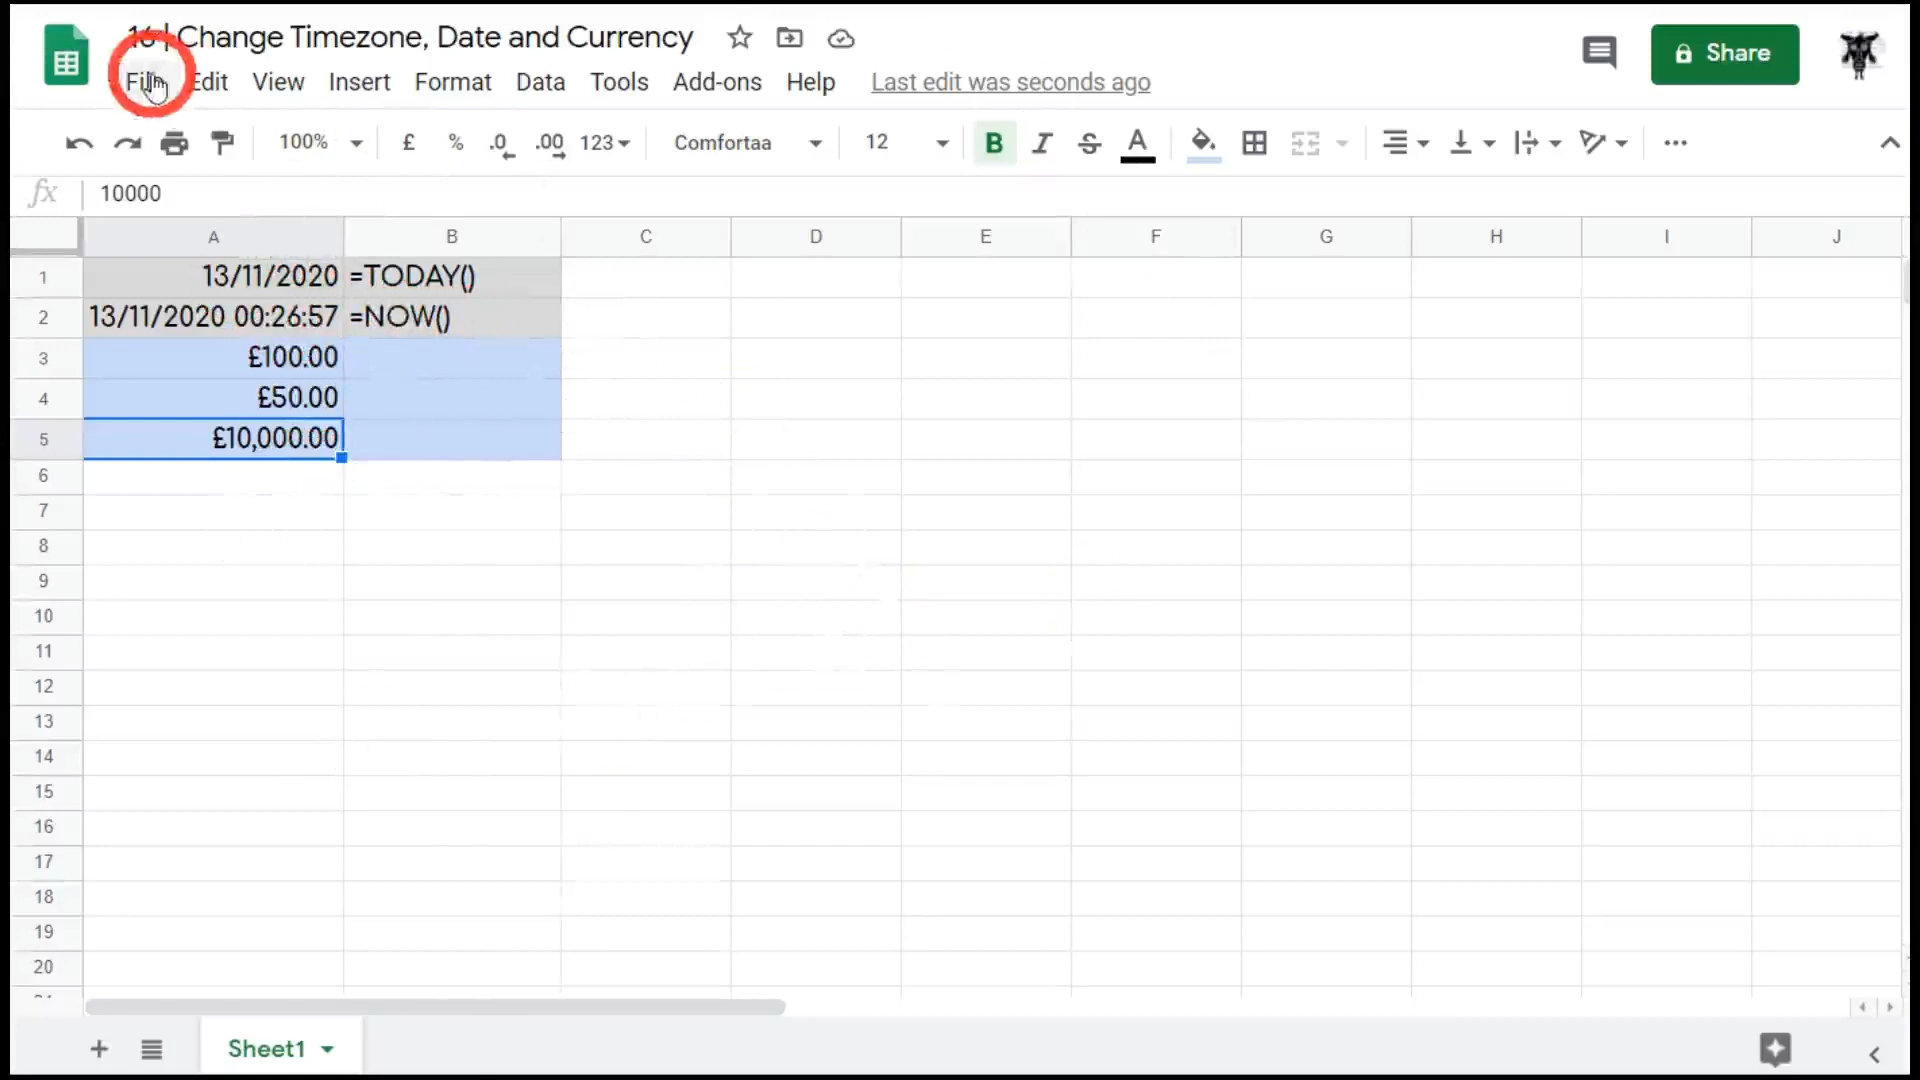 16 | Change Timezone, Date and Currency
File Edit View Insert Format Data Tools Add-ons Help Last edit was seconds ago
Share
100% £ % .0 .00 123 Comfortaa 12 B I S A
fx 10000
A B C D E F G H I J
1 13/11/2020 =TODAY()
2 13/11/2020 00:26:57 =NOW()
3 £100.00
4 £50.00
5 £10,000.00
6
7
8
9
10
11
12
13
14
15
16
17
18
19
20
Sheet1